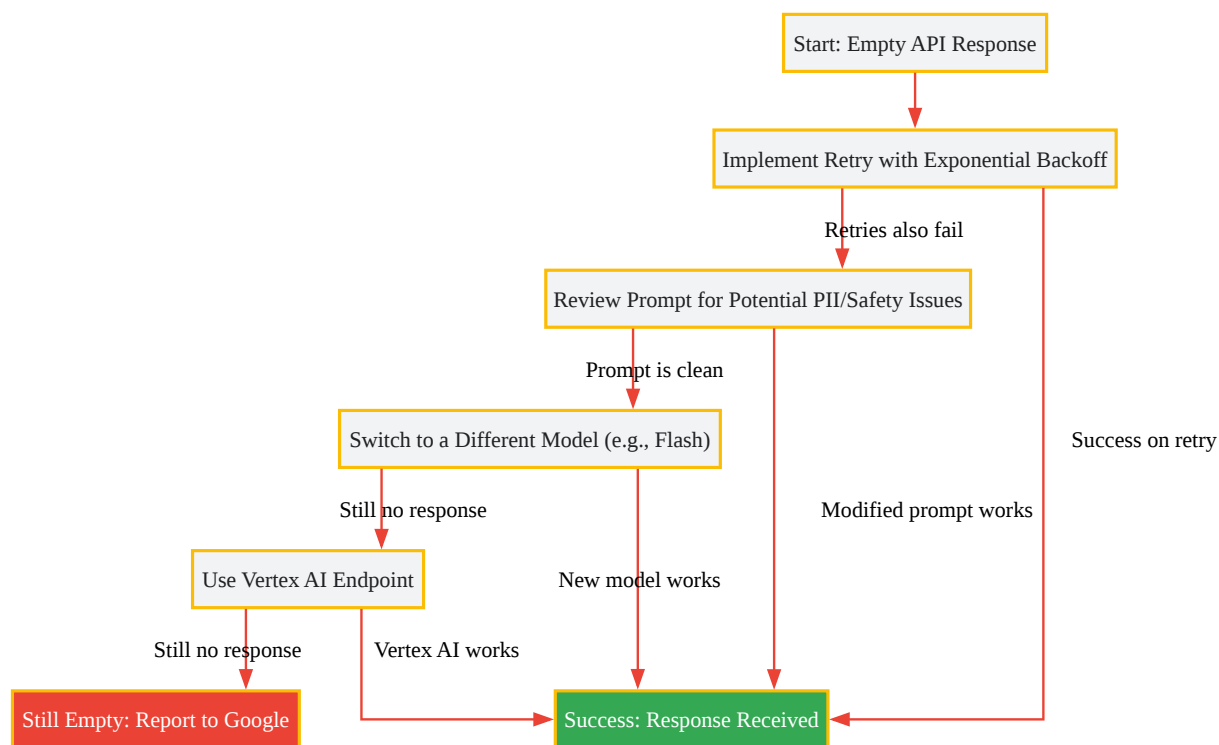 Start: Empty API Response
Implement Retry with Exponential Backoff
Retries also fail
Review Prompt for Potential PII/Safety Issues
Prompt is clean
Switch to a Different Model (e.g., Flash)
Success on retry
Still no response
Modified prompt works
Use Vertex AI Endpoint
New model works
Still no response
Vertex AI works
Still Empty: Report to Google
Success: Response Received